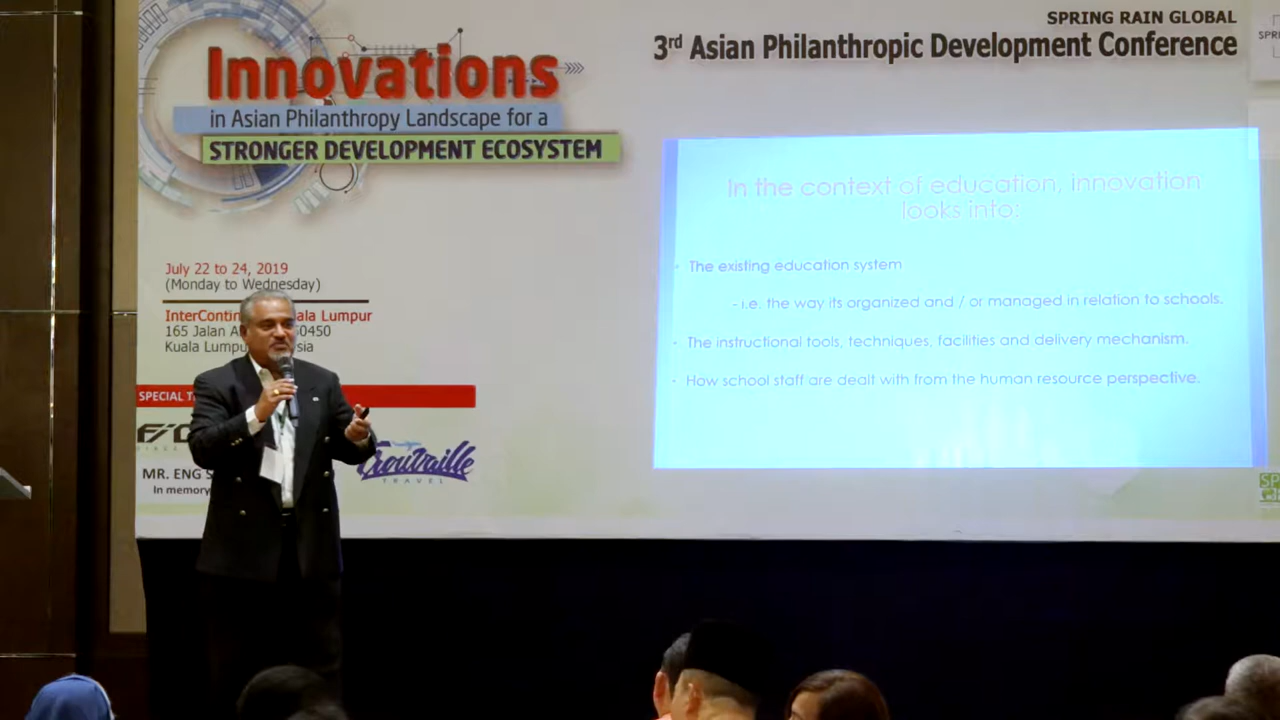 Innovations
in Asian Philanthropy Landscape for a
STRONGER DEVELOPMENT ECOSYSTEM
SPRING RAIN GLOBAL
3rd Asian Philanthropic Development Conference
In the context of education, innovation
looks into:
- The existing education system
- i.e. the way its organized and / or managed in relation to schools.
- The instructional tools, techniques, facilities and delivery mechanism.
- How school staff are dealt with from the human resource perspective.
July 22 to 24, 2019
(Monday to Wednesday)
InterContin ala Lumpur
165 Jalan A 50450
Kuala Lumpu sia
SPECIAL T
MR. ENG S
In memory
Trouvaille
TRAVEL